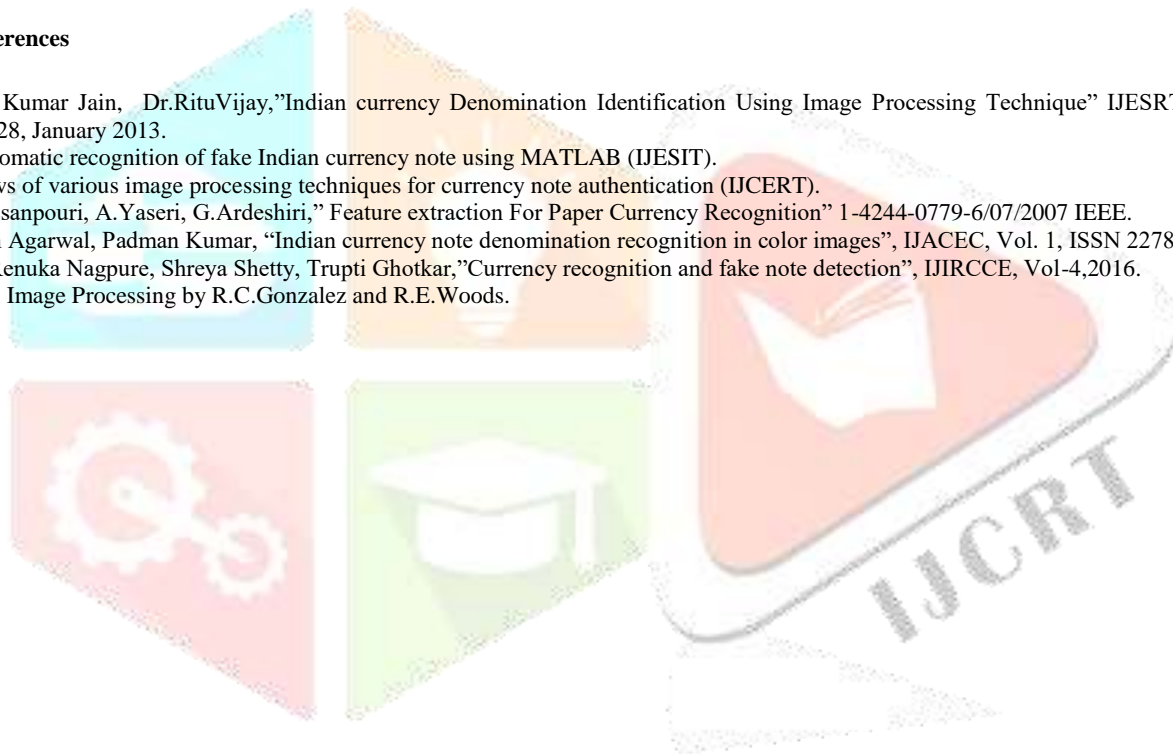 erences
Kumar Jain, Dr.RituVijay,”Indian currency Denomination Identification Using Image Processing Technique” IJESR
28, January 2013.
omatic recognition of fake Indian currency note using MATLAB (IJESIT).
ws of various image processing techniques for currency note authentication (IJCERT).
sanpouri, A.Yaseri, G.Ardeshiri,” Feature extraction For Paper Currency Recognition” 1-4244-0779-6/07/2007 IEEE.
Agarwal, Padman Kumar, “Indian currency note denomination recognition in color images”, IJACEC, Vol. 1, ISSN 2278
Renuka Nagpure, Shreya Shetty, Trupti Ghotkar,”Currency recognition and fake note detection”, IJIRCCE, Vol-4,2016.
Image Processing by R.C.Gonzalez and R.E.Woods.
IJCRT